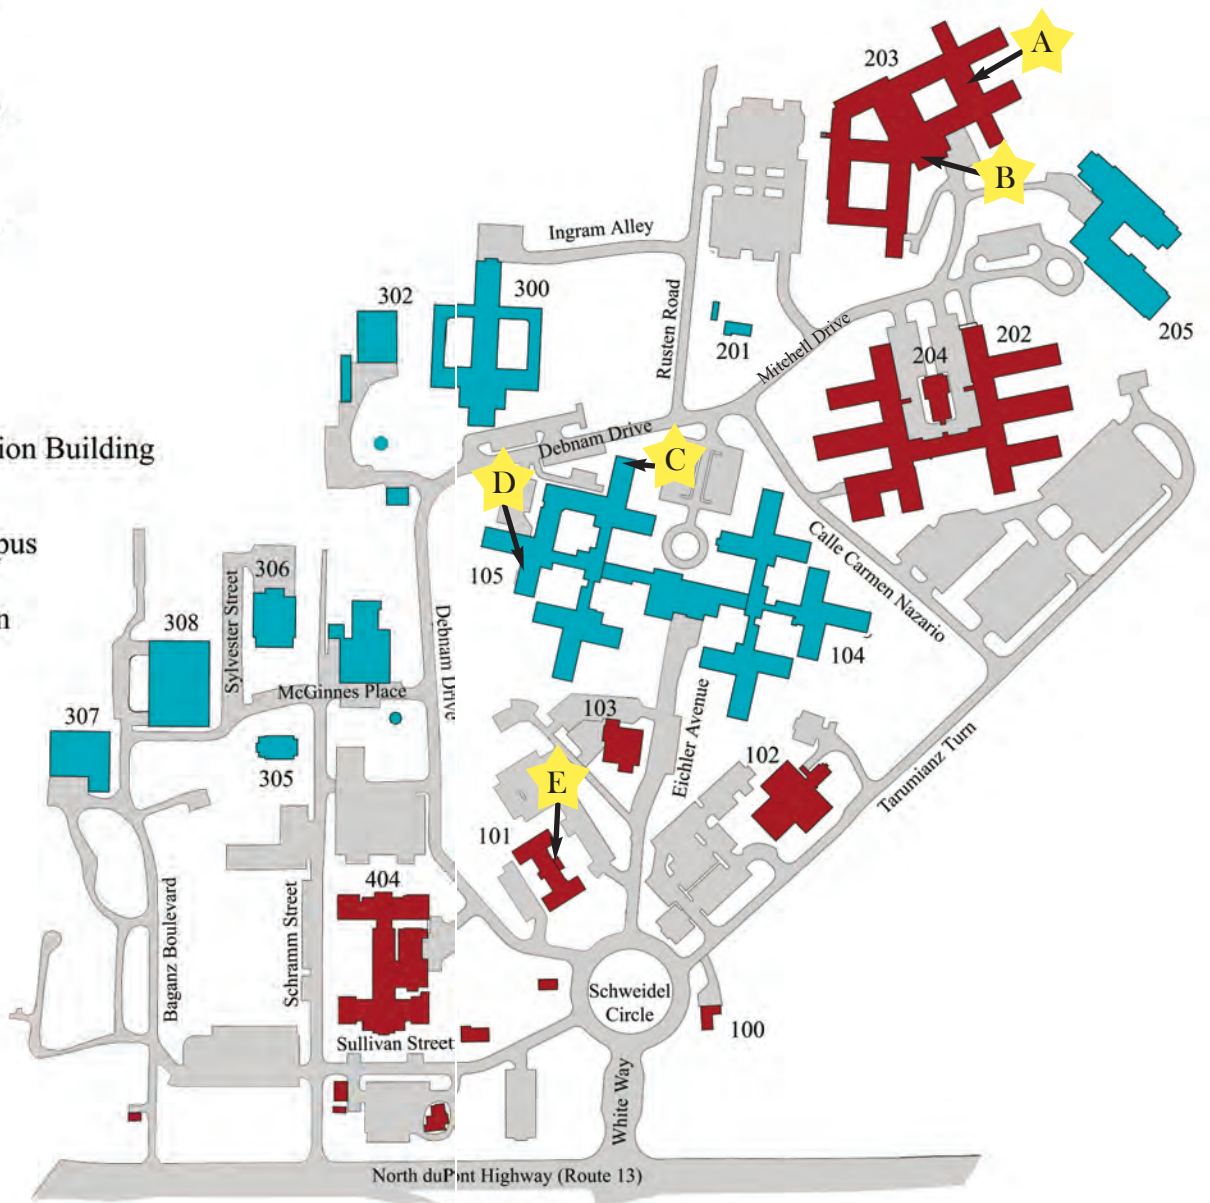 A
203
B
Ingram Alley
302
300
Rusten Road
201
Mitchell Drive
204
202
205
ion Building
Debnam Drive
C
D
pus
n
105
306
308
Sylvester Street
Debnam Drive
Calle Carmen Nazario
104
McGinnes Place
307
305
103
Eichler Avenue
102
Tarumianz Turn
E
101
404
Baganz Boulevard
Schramm Street
Schweidel
Circle
100
Sullivan Street
White Way
North duPont Highway (Route 13)